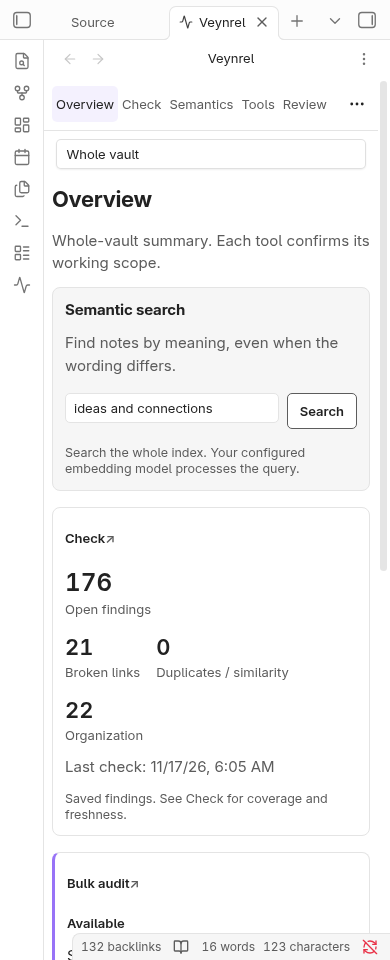 Source
Veynrel
Veynrel
Overview Check Semantics Tools Review
Whole vault
Overview
Whole-vault summary. Each tool confirms its
working scope.
Semantic search
Find notes by meaning, even when the
wording differs.
ideas and connections
Search
Search the whole index. Your configured
embedding model processes the query.
Check↗
176
Open findings
21 0
Broken links Duplicates / similarity
22
Organization
Last check: 11/17/26, 6:05 AM
Saved findings. See Check for coverage and
freshness.
Bulk audit↗
Available
132 backlinks 16 words 123 characters